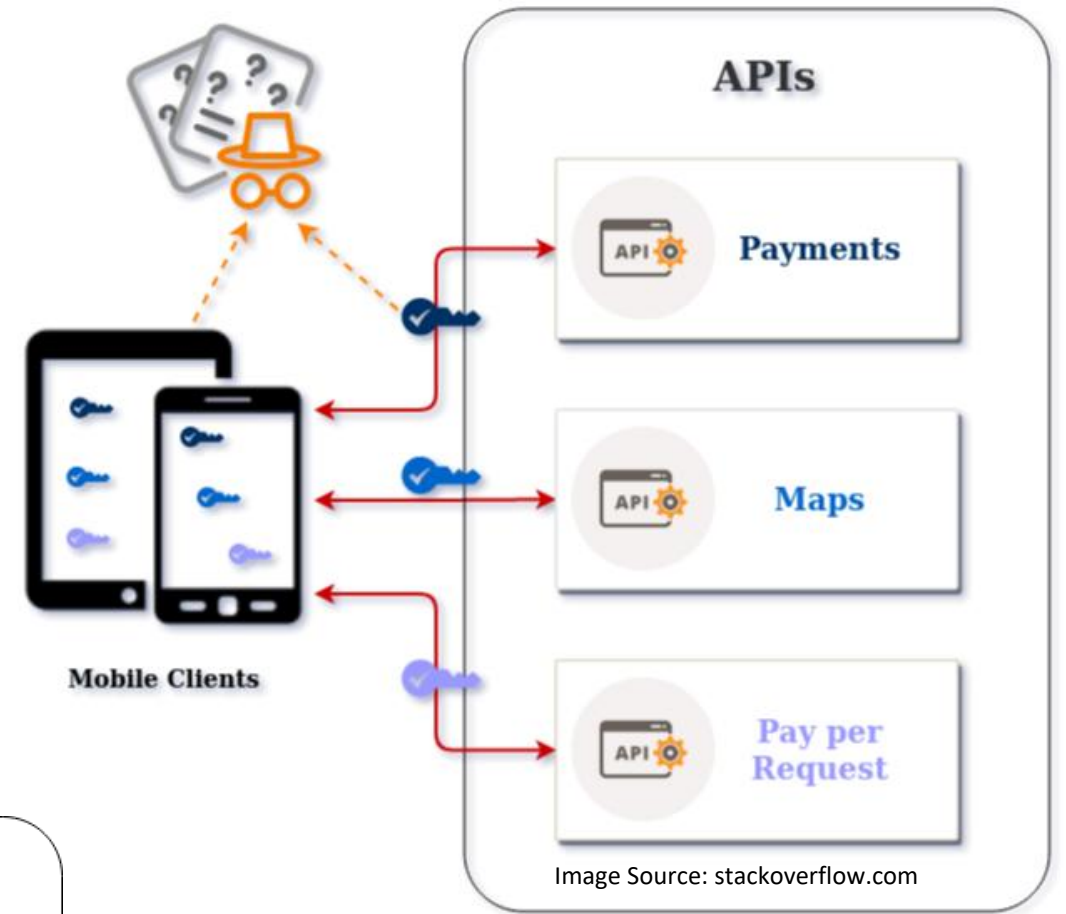 APIs
? ?
? ?
?
API
Payments
API
Maps
Mobile Clients
API
Pay per
Request
Image Source: stackoverflow.com